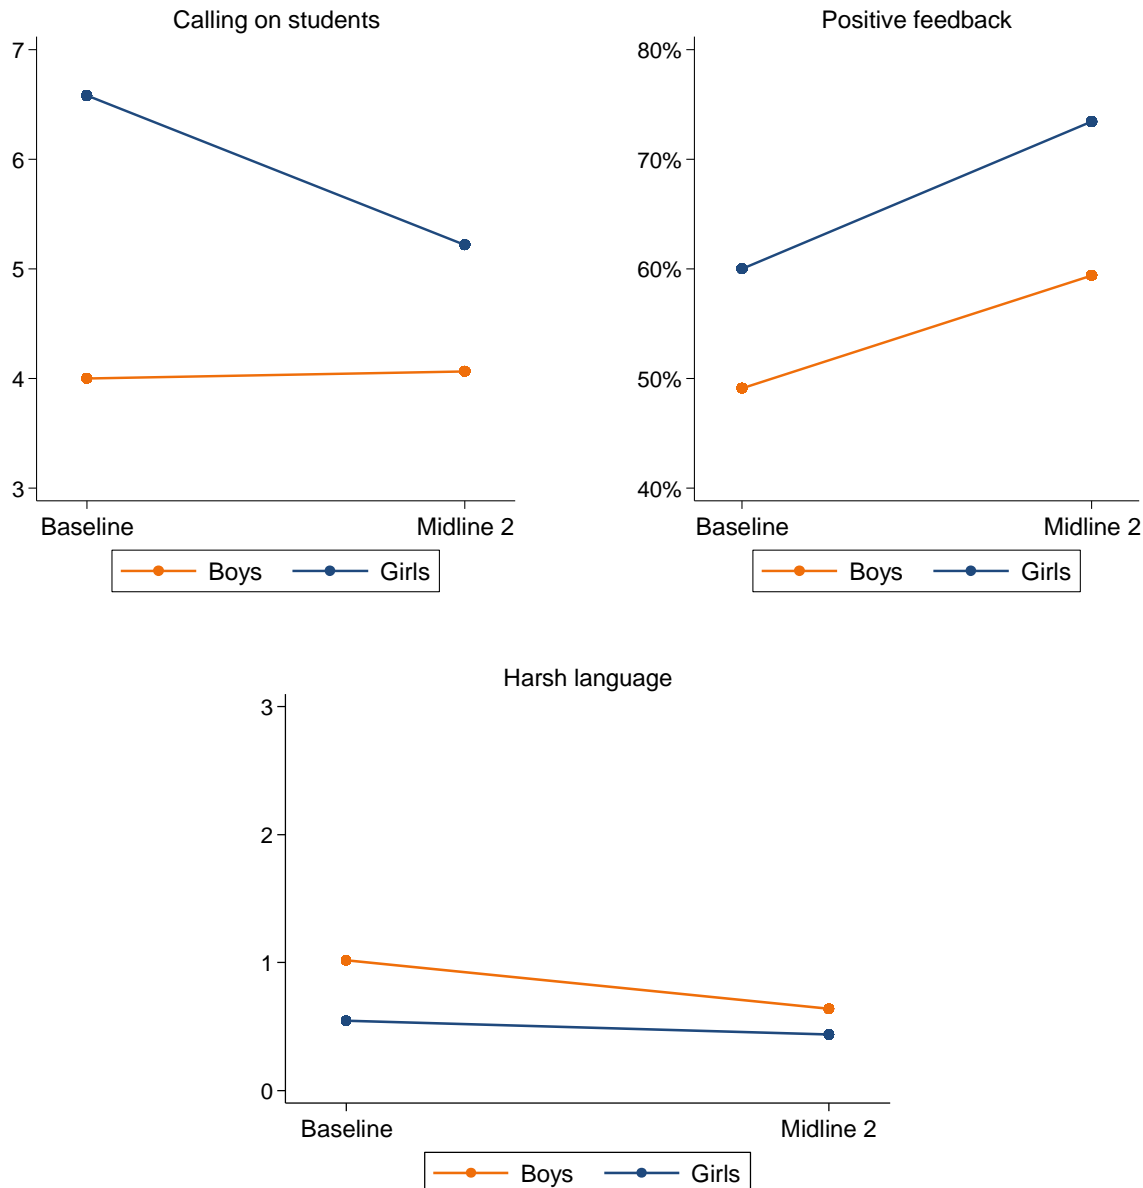 Calling on students
7
6
5
4
3
Baseline Midline 2
Boys Girls
Positive feedback
80%
70%
60%
50%
40%
Baseline Midline 2
Boys Girls
Harsh language
3
2
1
0
Baseline Midline 2
Boys Girls